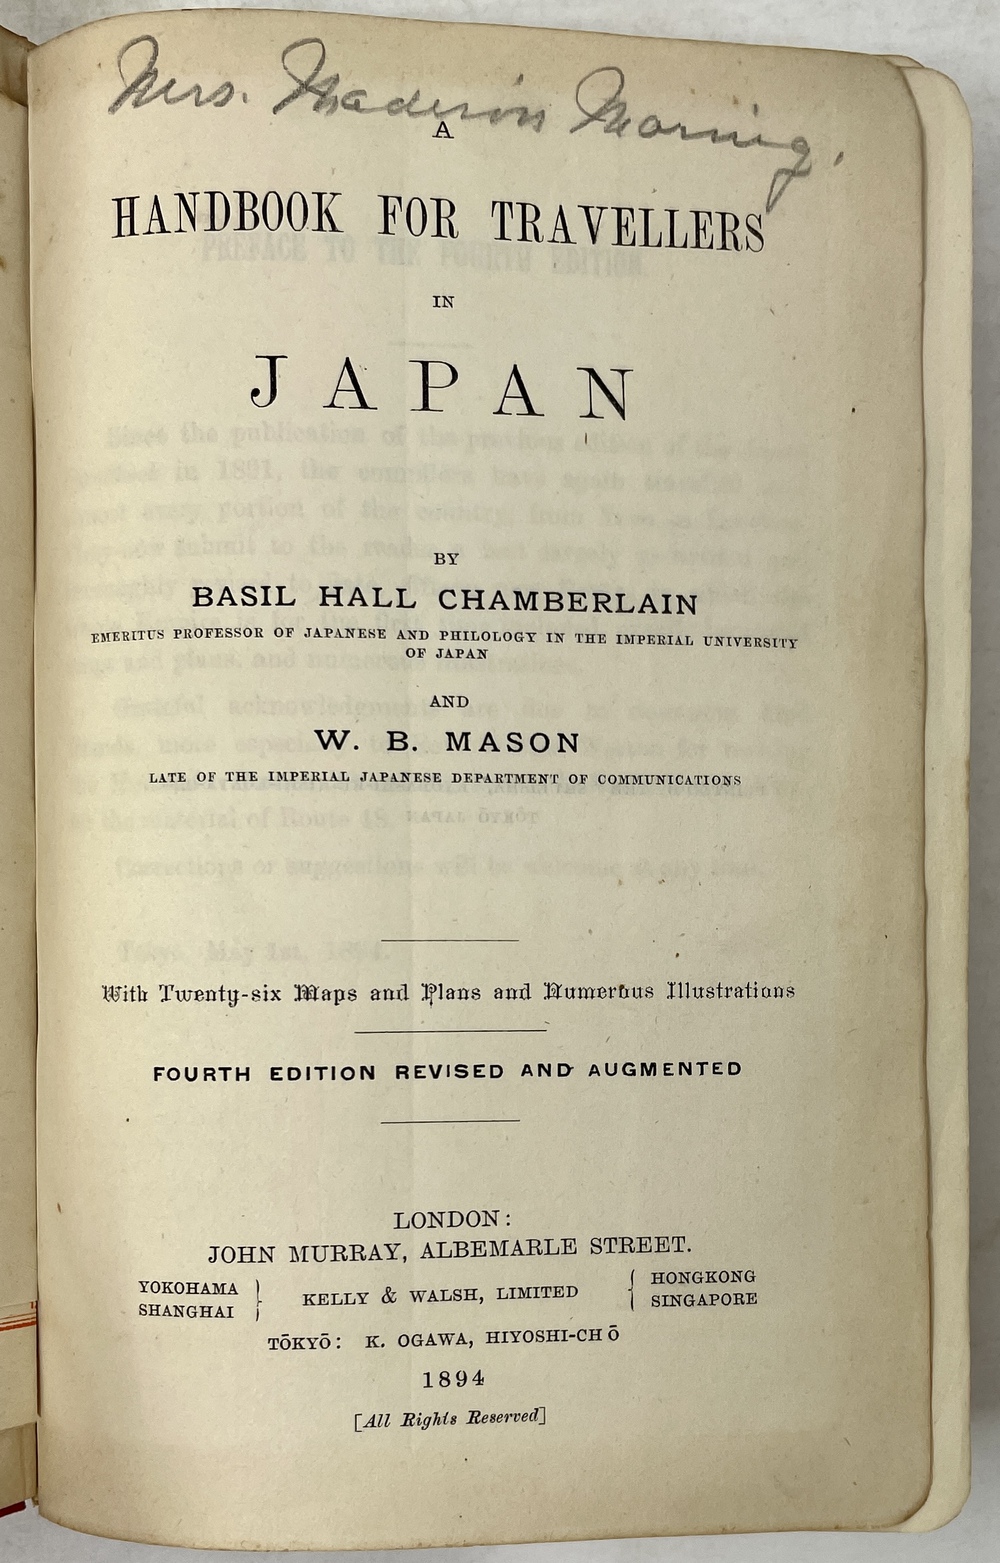 Mrs. Madison Morning.
A
HANDBOOK FOR TRAVELLERS
IN
JAPAN
BY
BASIL HALL CHAMBERLAIN
EMERITUS PROFESSOR OF JAPANESE AND PHILOLOGY IN THE IMPERIAL UNIVERSITY
OF JAPAN
AND
W. B. MASON
LATE OF THE IMPERIAL JAPANESE DEPARTMENT OF COMMUNICATIONS
With Twenty-six Maps and Plans and Numerous Illustrations
FOURTH EDITION REVISED AND AUGMENTED
LONDON:
JOHN MURRAY, ALBEMARLE STREET.
YOKOHAMA
SHANGHAI
KELLY & WALSH, LIMITED
HONGKONG
SINGAPORE
TŌKYŌ: K. OGAWA, HIYOSHI-CHŌ
1894
[All Rights Reserved]